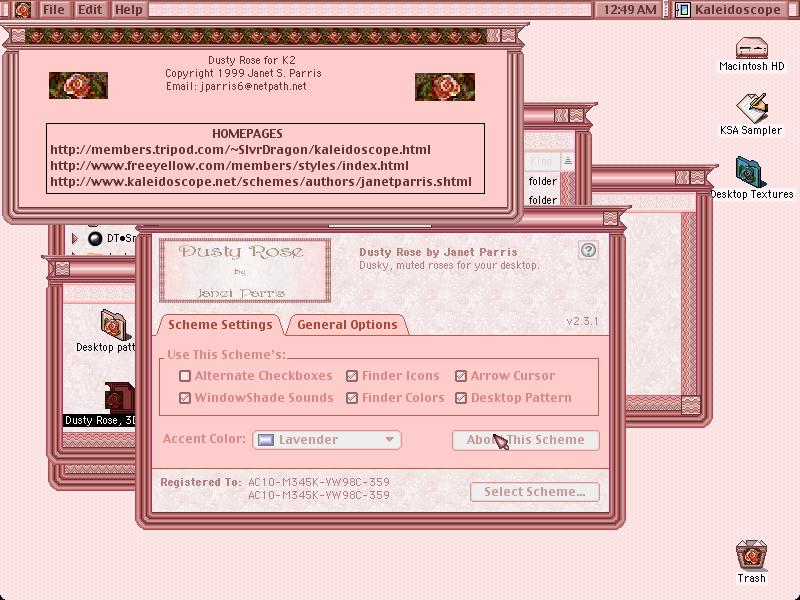 File Edit Help
12:49 AM
Kaleidoscope
Dusty Rose for K2
Copyright 1999 Janet S. Parris
Email: jparris6@netpath.net
HOMEPAGES
http://members.tripod.com/~SlvrDragon/kaleidoscope.html
http://www.freeyellow.com/members/styles/index.html
http://www.kaleidoscope.net/schemes/authors/janetparris.shtml
Macintosh HD
KSA Sampler
Desktop Textures
Kind
folder
folder
Dusty Rose
by
Janet Parris
Dusty Rose by Janet Parris
Dusky, muted roses for your desktop.
v2.3.1
Scheme Settings
General Options
Use This Scheme's:
Alternate Checkboxes
Finder Icons
Arrow Cursor
WindowShade Sounds
Finder Colors
Desktop Pattern
Accent Color:
Lavender
About This Scheme
Registered To: AC10-M345K-YW98C-359
AC10-M345K-YW98C-359
Select Scheme...
Desktop patt
Dusty Rose, 3D
Trash